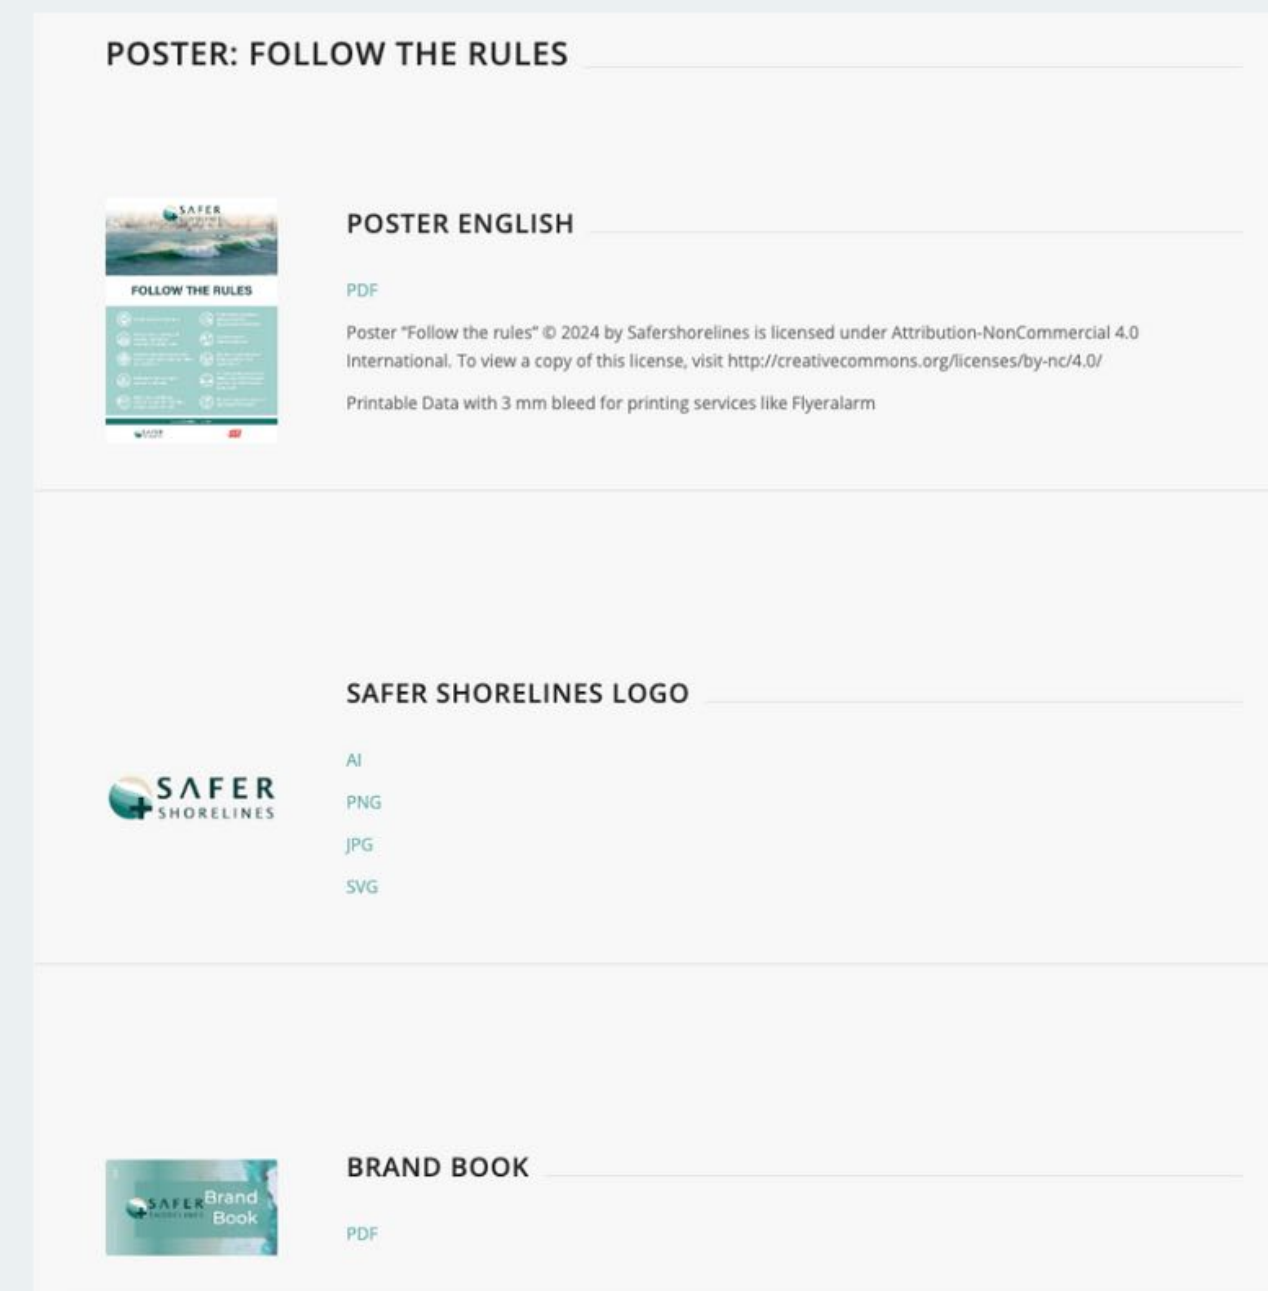 POSTER: FOLLOW THE RULES
SAFER
FOLLOW THE RULES
POSTER ENGLISH
PDF
Poster “Follow the rules” © 2024 by Safershorelines is licensed under Attribution-NonCommercial 4.0
International. To view a copy of this license, visit http://creativecommons.org/licenses/by-nc/4.0/
Printable Data with 3 mm bleed for printing services like Flyeralarm
SAFER SHORELINES LOGO
SAFER
SHORELINES
AI
PNG
JPG
SVG
BRAND BOOK
SAFER
Brand
Book
PDF